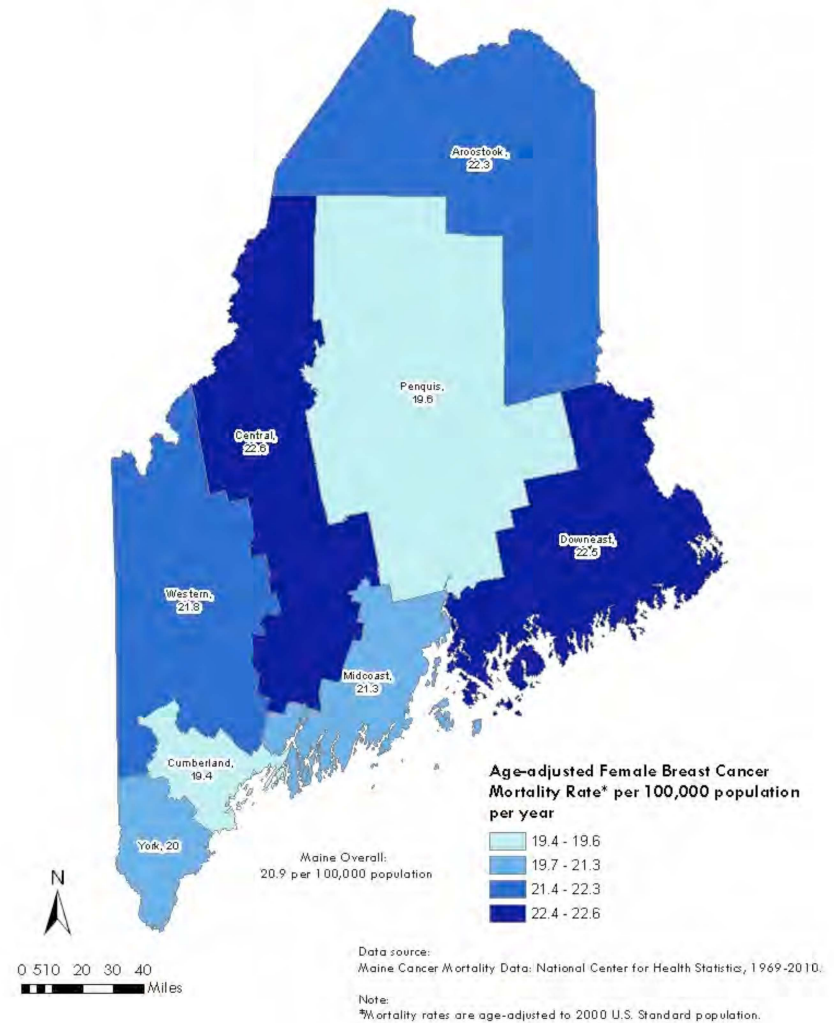 Aroostook,
22.3
Penquis,
19.6
Central,
22.6
Downeast,
22.5
Western,
21.8
Midcoast,
21.3
Cumberland,
19.4
York, 20
Maine Overall:
20.9 per 100,000 population
Age-adjusted Female Breast Cancer
Mortality Rate* per 100,000 population
per year
19.4 - 19.6
19.7 - 21.3
21.4 - 22.3
22.4 - 22.6
N
0 510 20 30 40
Miles
Data source:
Maine Cancer Mortality Data: National Center for Health Statistics, 1969-2010.
Note:
*Mortality rates are age-adjusted to 2000 U.S. Standard population.